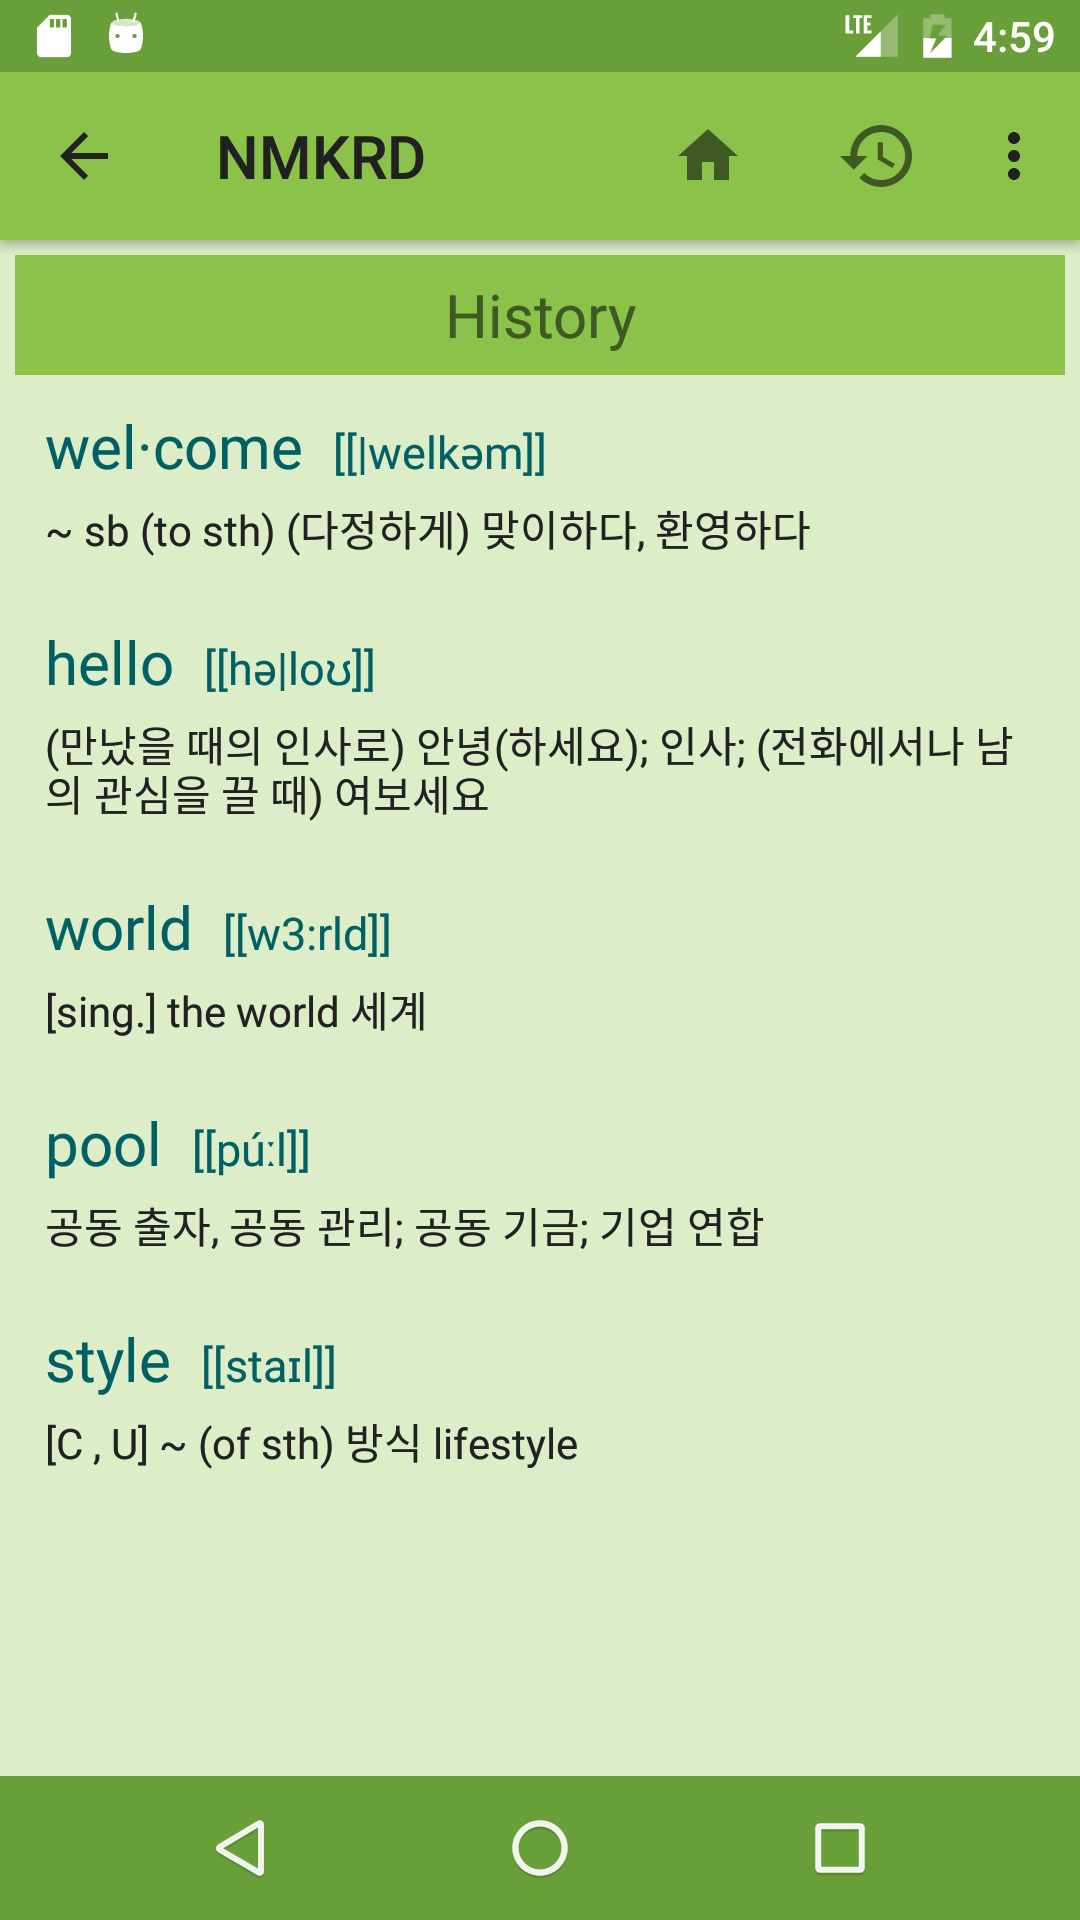 LTE 4:59
NMKRD
History
wel·come [[|welkəm]]
~ sb (to sth) (다정하게) 맞이하다, 환영하다
hello [[hə|loʊ]]
(만났을 때의 인사로) 안녕(하세요); 인사; (전화에서나 남
의 관심을 끌 때) 여보세요
world [[w3:rld]]
[sing.] the world 세계
pool [[púːl]]
공동 출자, 공동 관리; 공동 기금; 기업 연합
style [[staɪl]]
[C , U] ~ (of sth) 방식 lifestyle